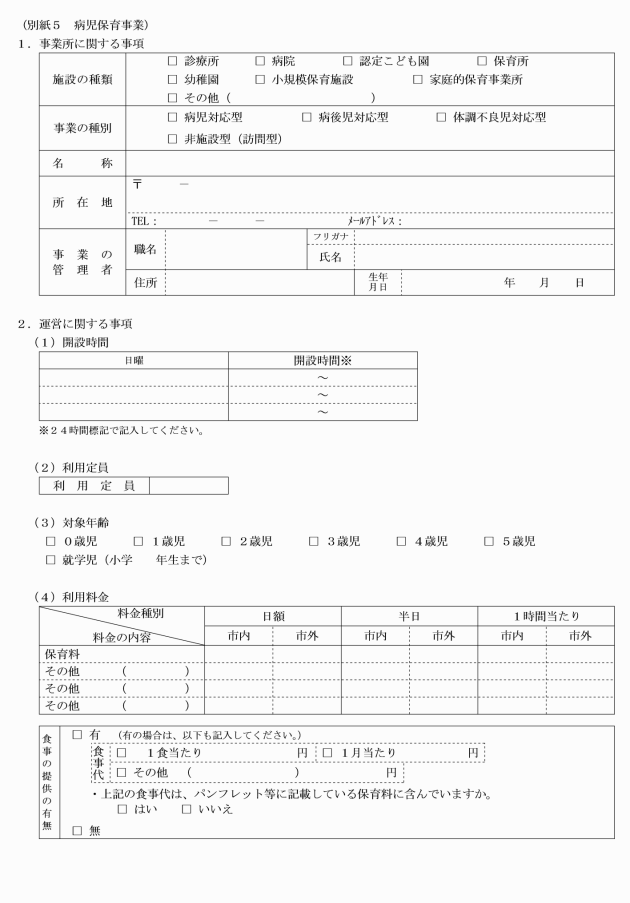 （別紙５　病児保育事業）
１．事業所に関する事項
施設の種類
□ 診療所　□ 病院　□ 認定こども園　□ 保育所
□ 幼稚園　□ 小規模保育施設　□ 家庭的保育事業所
□ その他（　　　　　　　　　　　　）
事業の種別
□ 病児対応型　□ 病後児対応型　□ 体調不良児対応型
□ 非施設型（訪問型）
名　　称
所　在　地
〒　　　－
TEL：　　　　－　　　－　　　　　　ﾒｰﾙｱﾄﾞﾚｽ：
事　業　の
管　理　者
職名
フリガナ
氏名
住所
生年
月日
年　　月　　日
２．運営に関する事項
（１）開設時間
日曜　開設時間※
～
～
～
※２４時間標記で記入してください。
（２）利用定員
利　用　定　員
（３）対象年齢
□ ０歳児　□ １歳児　□ ２歳児　□ ３歳児　□ ４歳児　□ ５歳児
□ 就学児（小学　　年生まで）
（４）利用料金
料金種別
料金の内容
日額　半日　１時間当たり
市内　市外　市内　市外　市内　市外
保育料
その他　　　（　　　　　）
その他　　　（　　　　　）
その他　　　（　　　　　）
食事の提供の有無
□ 有　（有の場合は、以下も記入してください。）
食事代
□　１食当たり　　　　　　　　円　□ １月当たり　　　　　　円
□ その他　（　　　　　　　　　）　　　　　円
・上記の食事代は、パンフレット等に記載している保育料に含んでいますか。
□ はい　□ いいえ
□ 無